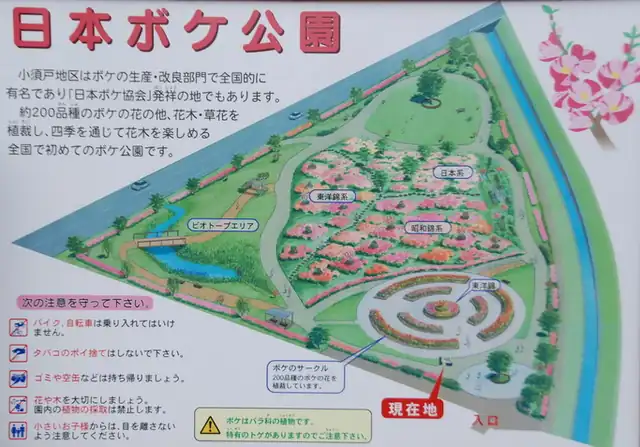 日本ボケ公園
小須戸地区はボケの生産・改良部門で全国的に
有名であり「日本ボケ協会」発祥の地でもあります。
約200品種のボケの花の他、花木・草花を
植裁し、四季を通じて花木を楽しめる
全国で初めてのボケ公園です。
日本系
東洋錦系
昭和錦系
ビオトープエリア
東洋錦
ボケのサークル
200品種のボケの花を
植裁しています。
現在地
入口
次の注意を守って下さい。
バイク、自転車は乗り入れてはいけ
ません。
タバコのポイ捨てはしないで下さい。
ゴミや空缶などは持ち帰りましょう。
花や木を大切にしましょう。
園内の植物の採取は禁止します。
小さいお子様からは、目を離さない
よう注意してください。
ボケはバラ科の植物です。
特有のトゲがありますのでご注意下さい。